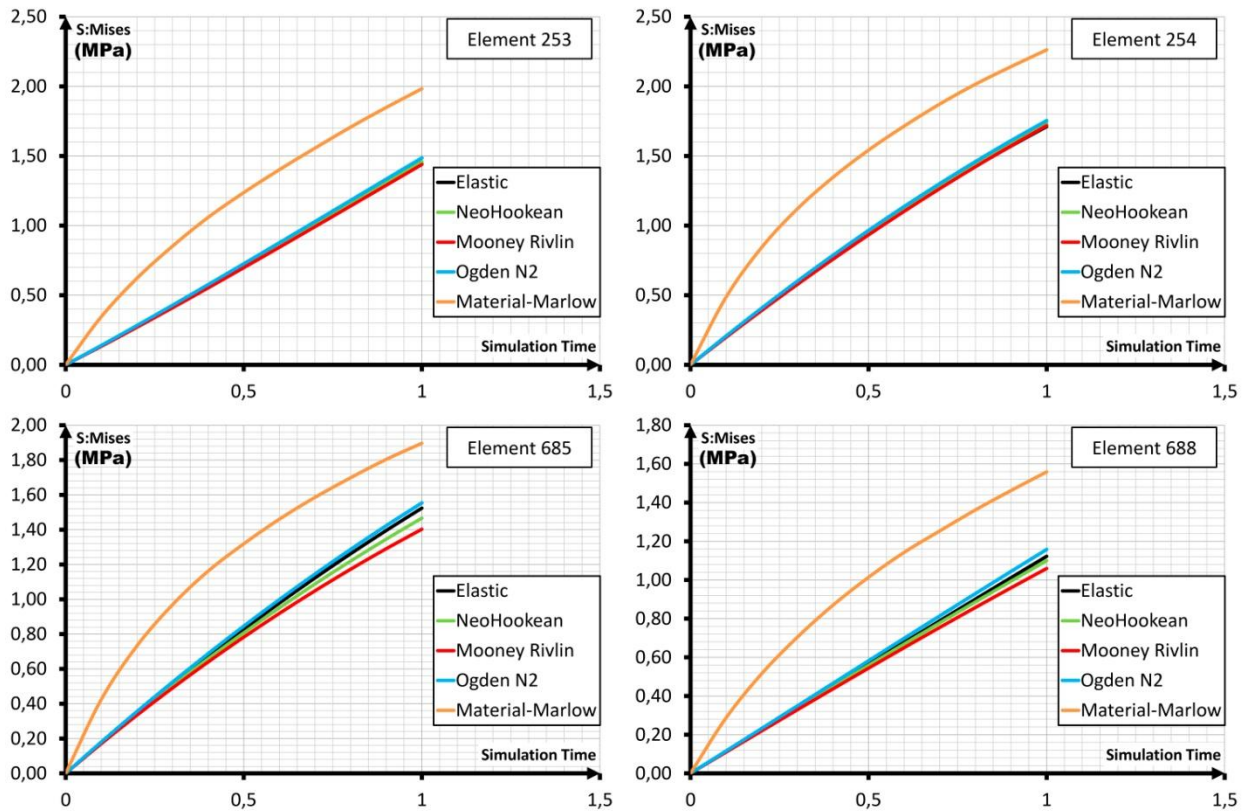 2,50
S:Mises
(MPa)
Element 253
2,00
1,50
Elastic
NeoHookean
1,00
Mooney Rivlin
Ogden N2
0,50
Material-Marlow
Simulation Time
0,00
0
0,5
1
1,5
2,50
S:Mises
(MPa)
Element 254
2,00
1,50
Elastic
NeoHookean
1,00
Mooney Rivlin
Ogden N2
0,50
Material-Marlow
Simulation Time
0,00
0
0,5
1
1,5
2,00
S:Mises
(MPa)
Element 685
1,80
1,60
1,40
1,20
1,00
Elastic
NeoHookean
0,80
Mooney Rivlin
0,60
Ogden N2
0,40
Material-Marlow
0,20
Simulation Time
0,00
0
0,5
1
1,5
1,80
S:Mises
(MPa)
Element 688
1,60
1,40
1,20
1,00
Elastic
0,80
NeoHookean
Mooney Rivlin
0,60
Ogden N2
0,40
Material-Marlow
0,20
Simulation Time
0,00
0
0,5
1
1,5